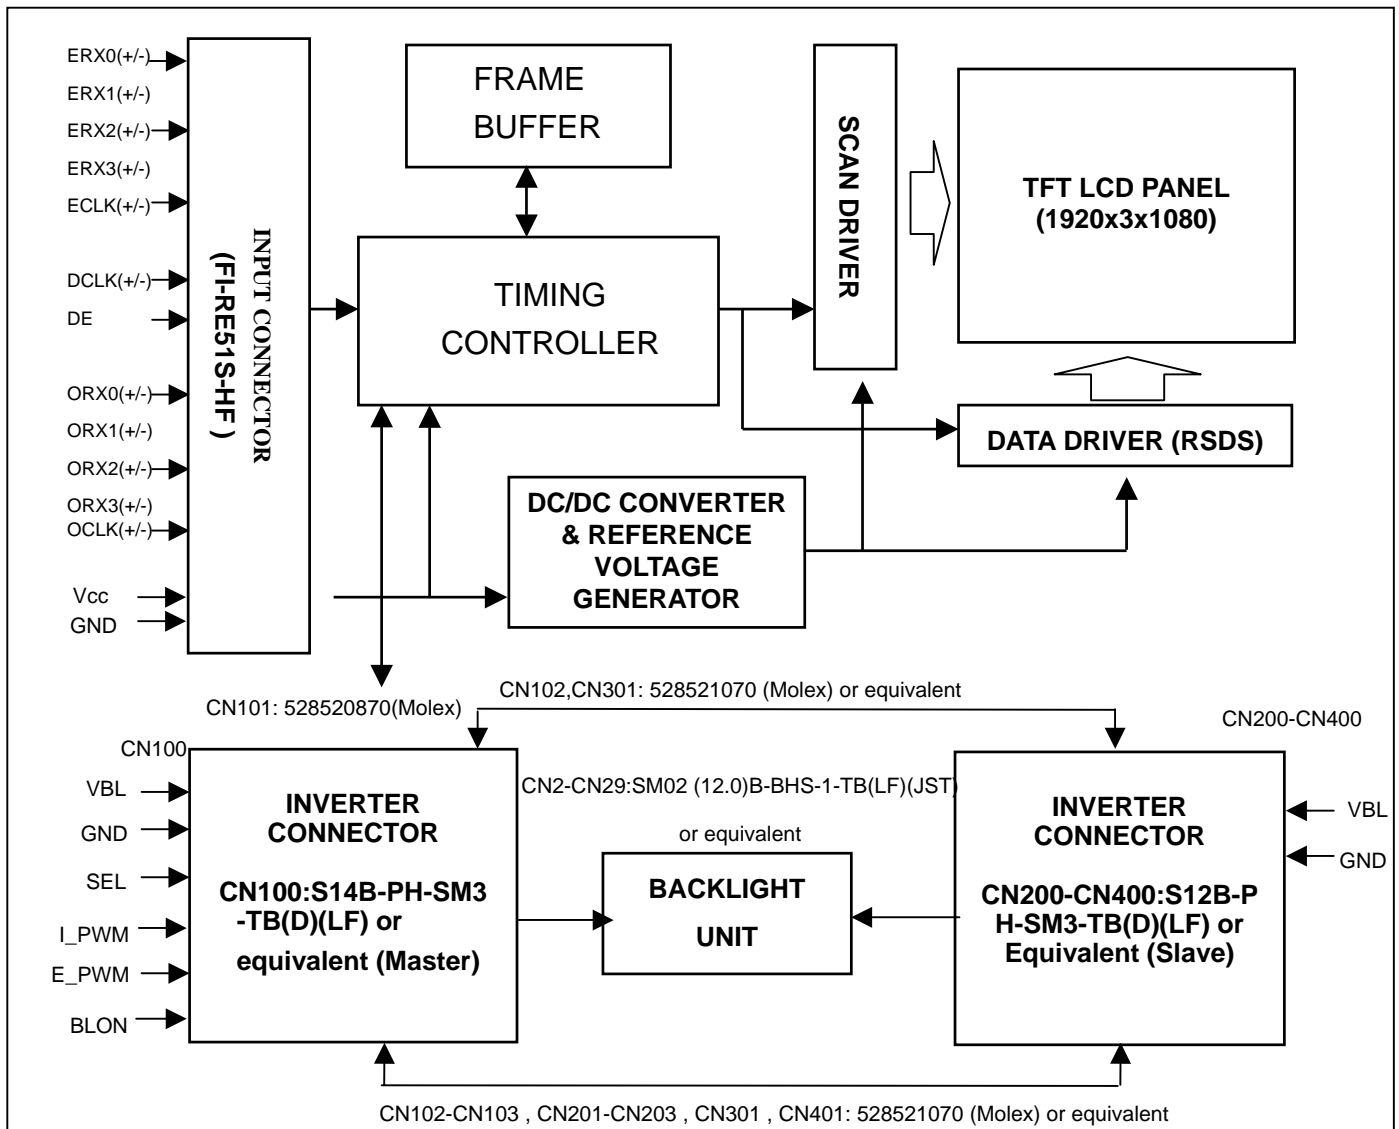 ERX0(+/-)
ERX1(+/-)
ERX2(+/-)
ERX3(+/-)
ECLK(+/-)
DCLK(+/-)
DE
ORX0(+/-)
ORX1(+/-)
ORX2(+/-)
ORX3(+/-)
OCLK(+/-)
Vcc
GND
INPUT CONNECTOR
(FI-RE51S-HF )
FRAME
BUFFER
TIMING
CONTROLLER
SCAN DRIVER
TFT LCD PANEL
(1920x3x1080)
DATA DRIVER (RSDS)
DC/DC CONVERTER
& REFERENCE
VOLTAGE
GENERATOR
CN101: 528520870(Molex)
CN102,CN301: 528521070 (Molex) or equivalent
CN200-CN400
CN100
VBL
GND
SEL
I_PWM
E_PWM
BLON
INVERTER
CONNECTOR
CN100:S14B-PH-SM3
-TB(D)(LF) or
equivalent (Master)
CN2-CN29:SM02 (12.0)B-BHS-1-TB(LF)(JST)
or equivalent
BACKLIGHT
UNIT
INVERTER
CONNECTOR
CN200-CN400:S12B-P
H-SM3-TB(D)(LF) or
Equivalent (Slave)
VBL
GND
CN102-CN103 , CN201-CN203 , CN301 , CN401: 528521070 (Molex) or equivalent